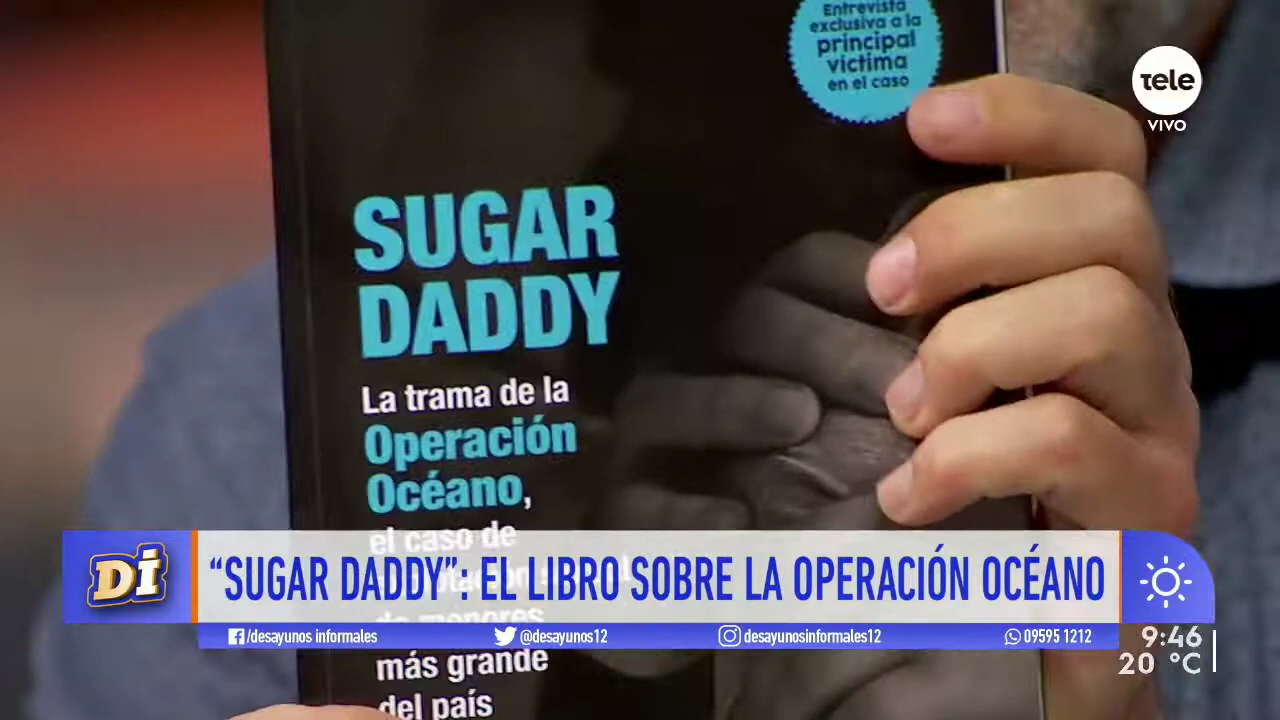 Entrevista
exclusiva a la
principal
víctima
en el caso
tele
VIVO
SUGAR
DADDY
La trama de la
Operación
Océano,
el caso de
de menores
más grande
del país
Di
“SUGAR DADDY”: EL LIBRO SOBRE LA OPERACIÓN OCÉANO
/desayunos informales
@desayunos12
desayunosinformales12
09595 1212
9:46
20 °C